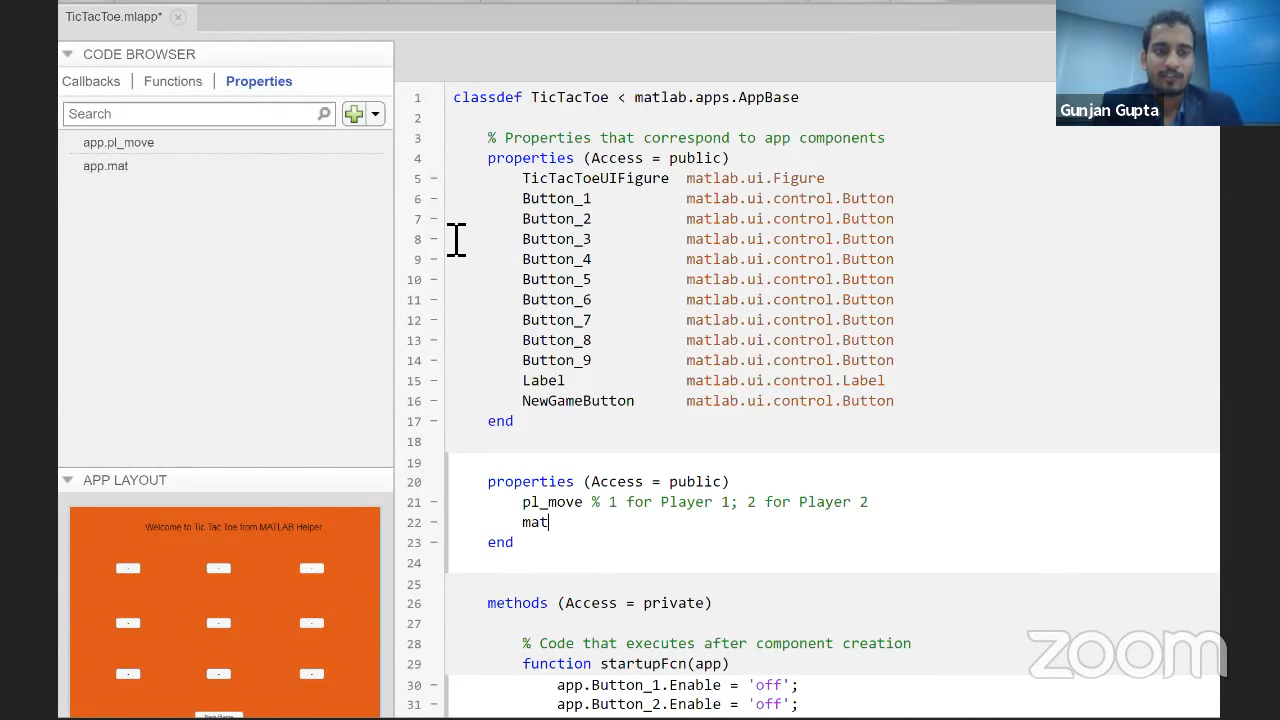 TicTacToe.mlapp*
CODE BROWSER
Callbacks | Functions | Properties
Search
app.pl_move
app.mat
APP LAYOUT
Welcome to Tic Tac Toe from MATLAB Helper
- - -
- - -
- - -
New Game
1 classdef TicTacToe < matlab.apps.AppBase
2
3 % Properties that correspond to app components
4 properties (Access = public)
5 - TicTacToeUIFigure matlab.ui.Figure
6 - Button_1 matlab.ui.control.Button
7 - Button_2 matlab.ui.control.Button
8 - Button_3 matlab.ui.control.Button
9 - Button_4 matlab.ui.control.Button
10 - Button_5 matlab.ui.control.Button
11 - Button_6 matlab.ui.control.Button
12 - Button_7 matlab.ui.control.Button
13 - Button_8 matlab.ui.control.Button
14 - Button_9 matlab.ui.control.Button
15 - Label matlab.ui.control.Label
16 - NewGameButton matlab.ui.control.Button
17 - end
18
19
20 - properties (Access = public)
21 - pl_move % 1 for Player 1; 2 for Player 2
22 - mat
23 - end
24
25
26 - methods (Access = private)
27
28 - % Code that executes after component creation
29 - function startupFcn(app)
30 - app.Button_1.Enable = 'off';
31 - app.Button_2.Enable = 'off';
Gunjan Gupta
zoom